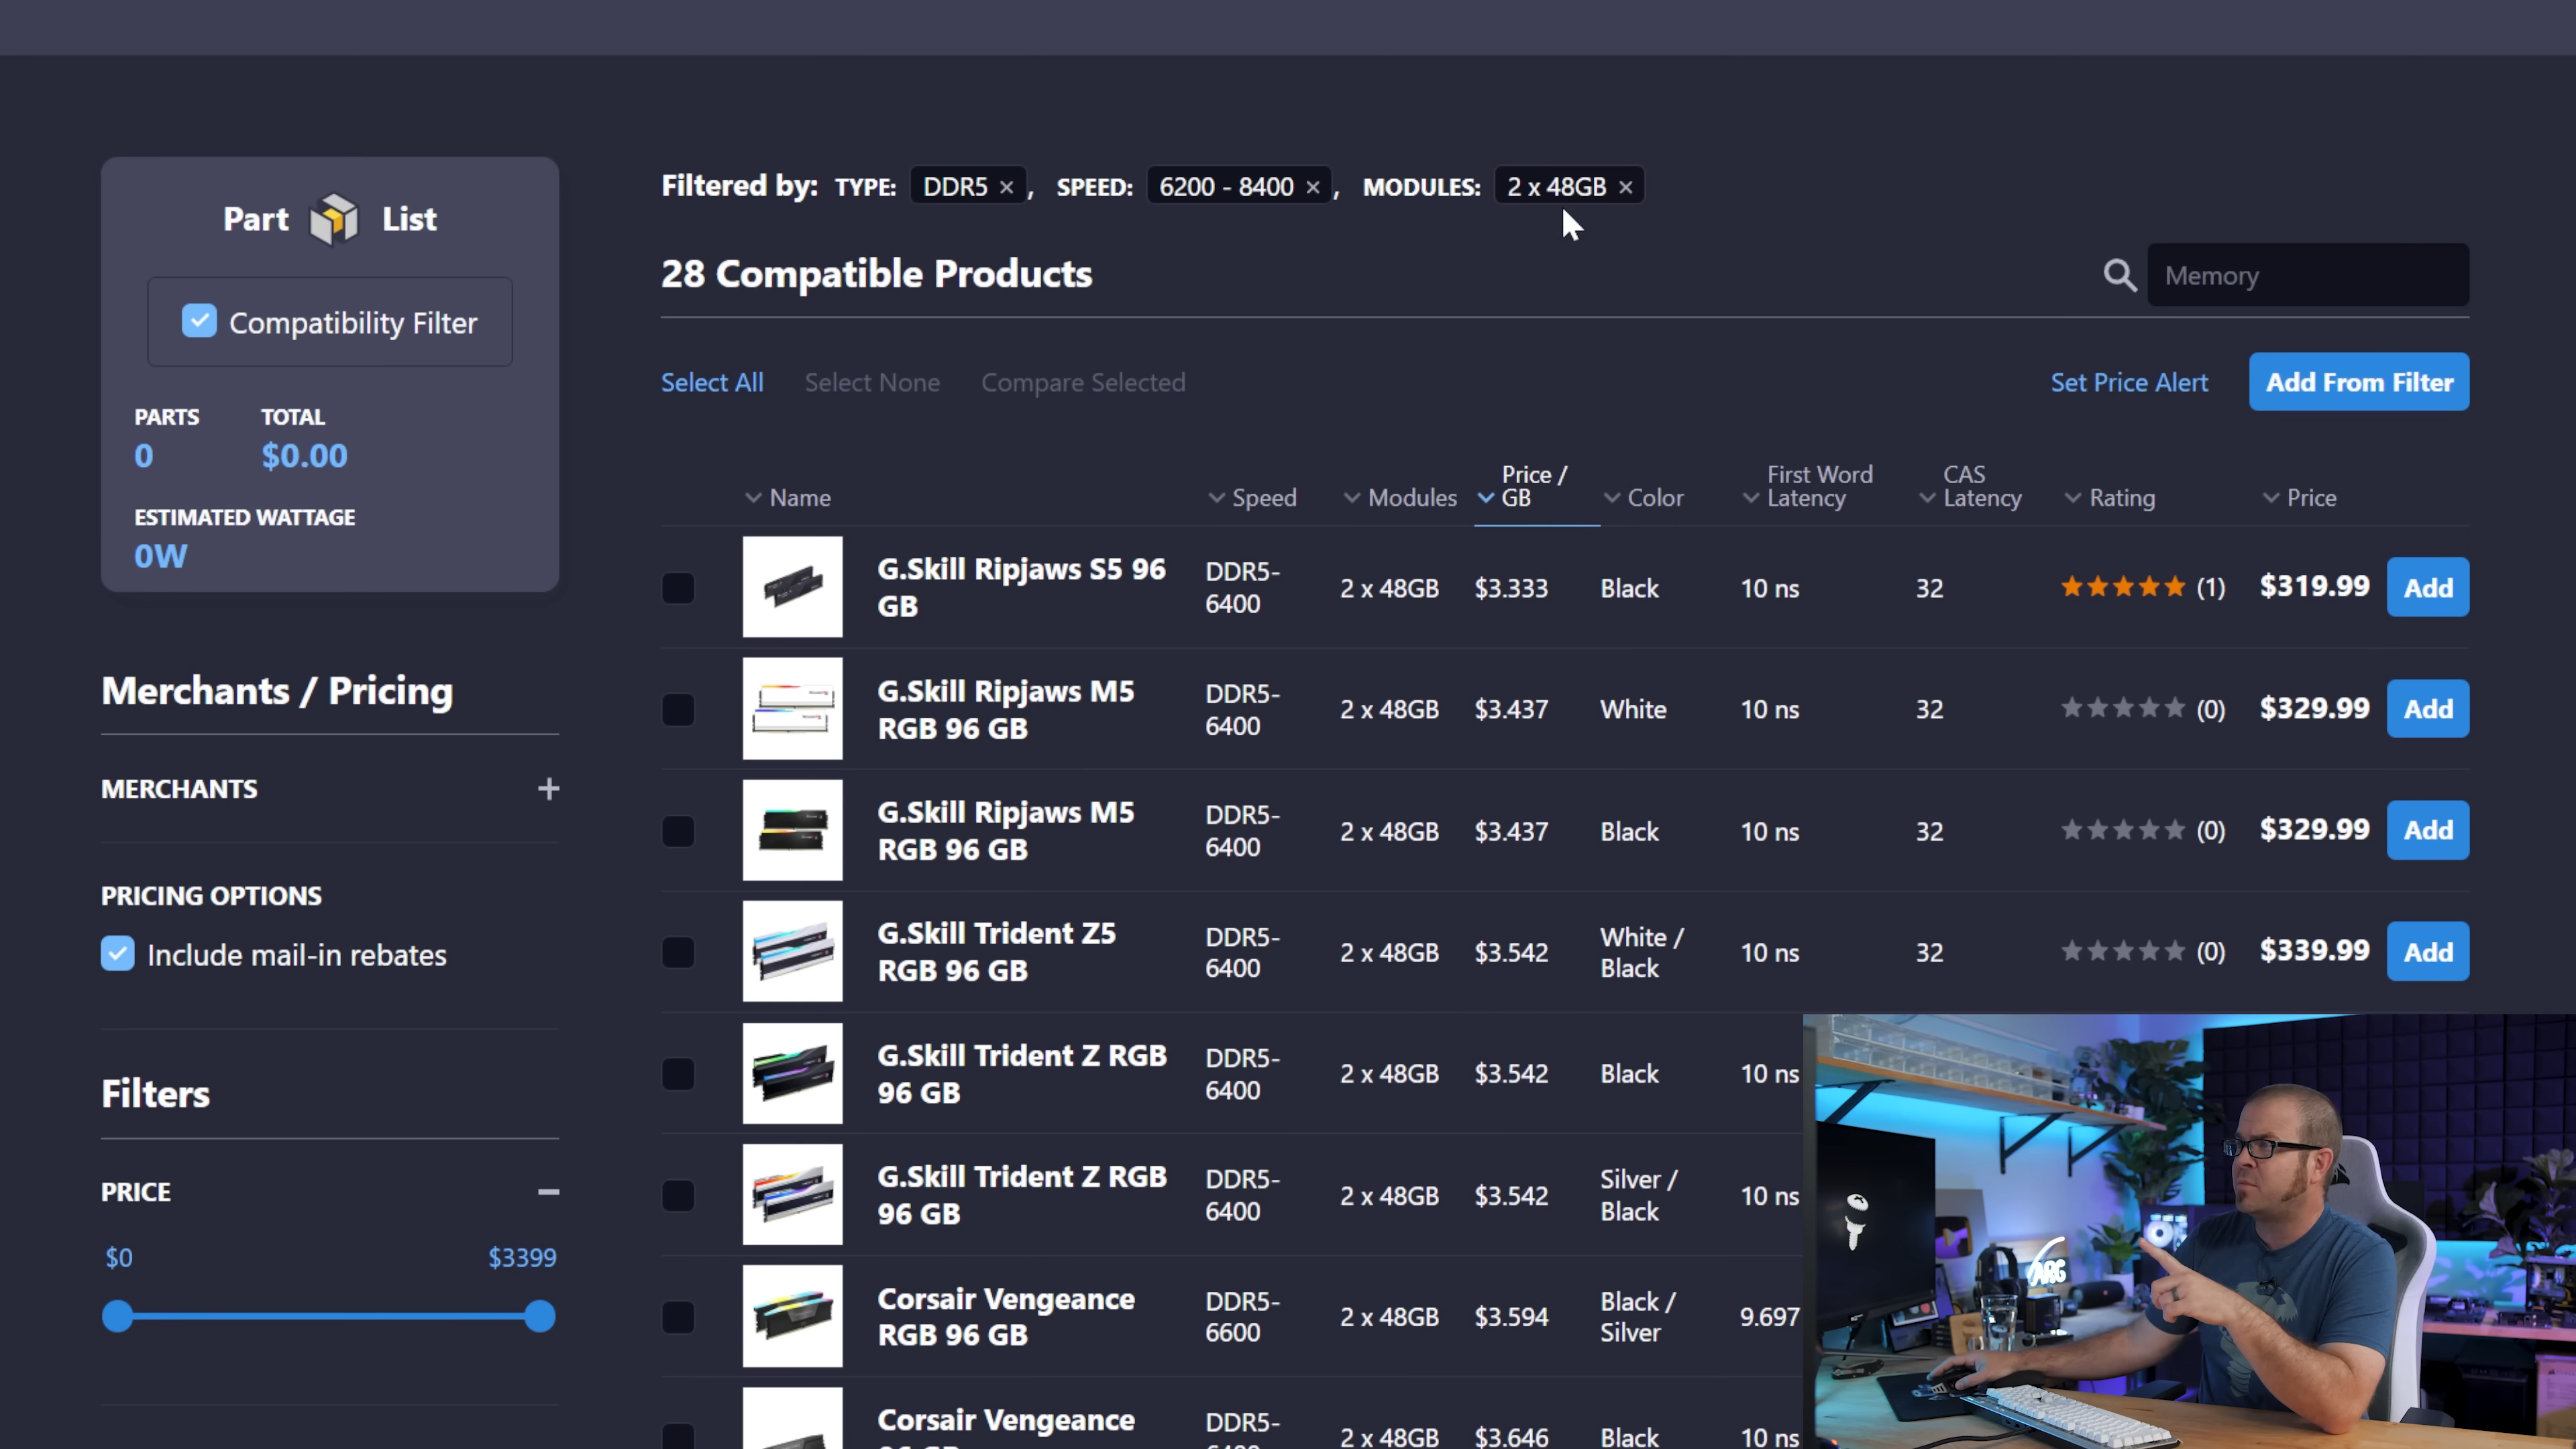 Filtered by: TYPE: DDR5 ×, SPEED: 6200 - 8400 ×, MODULES: 2 x 48GB ×
Part List
28 Compatible Products
Memory
Compatibility Filter
Select All Select None Compare Selected Set Price Alert Add From Filter
PARTS TOTAL
0 $0.00
ESTIMATED WATTAGE
0W
Price /
First Word
CAS
Name Speed Modules GB Color Latency Latency Rating Price
G.Skill Ripjaws S5 96
GB
DDR5-
6400
2 x 48GB $3.333 Black 10 ns 32 (1) $319.99 Add
G.Skill Ripjaws M5
RGB 96 GB
DDR5-
6400
2 x 48GB $3.437 White 10 ns 32 (0) $329.99 Add
G.Skill Ripjaws M5
RGB 96 GB
DDR5-
6400
2 x 48GB $3.437 Black 10 ns 32 (0) $329.99 Add
G.Skill Trident Z5
RGB 96 GB
DDR5-
6400
2 x 48GB $3.542 White /
Black
10 ns 32 (0) $339.99 Add
G.Skill Trident Z RGB
96 GB
DDR5-
6400
2 x 48GB $3.542 Black 10 ns
G.Skill Trident Z RGB
96 GB
DDR5-
6400
2 x 48GB $3.542 Silver /
Black
10 ns
Corsair Vengeance
RGB 96 GB
DDR5-
6600
2 x 48GB $3.594 Black /
Silver
9.697
Corsair Vengeance
DDR5-
2 x 48GB $3.646 Black 10 ns
Merchants / Pricing
MERCHANTS +
PRICING OPTIONS
Include mail-in rebates
Filters
PRICE −
$0 $3399
ARC